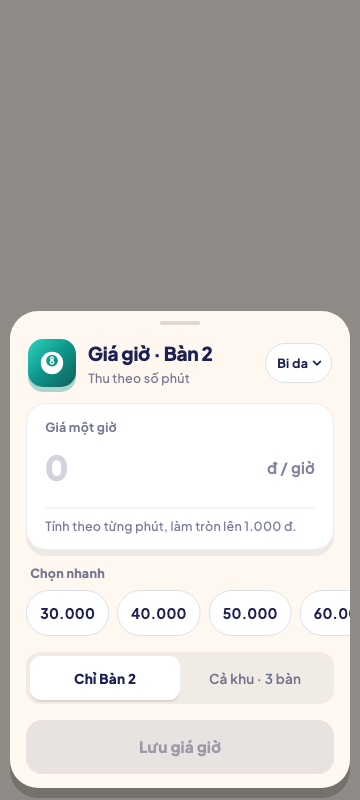 8
Giá giờ · Bàn 2
Thu theo số phút
Bi da
Giá một giờ
0
đ / giờ
Tính theo từng phút, làm tròn lên 1.000 đ.
Chọn nhanh
30.000
40.000
50.000
Chỉ Bàn 2
Cả khu · 3 bàn
Lưu giá giờ